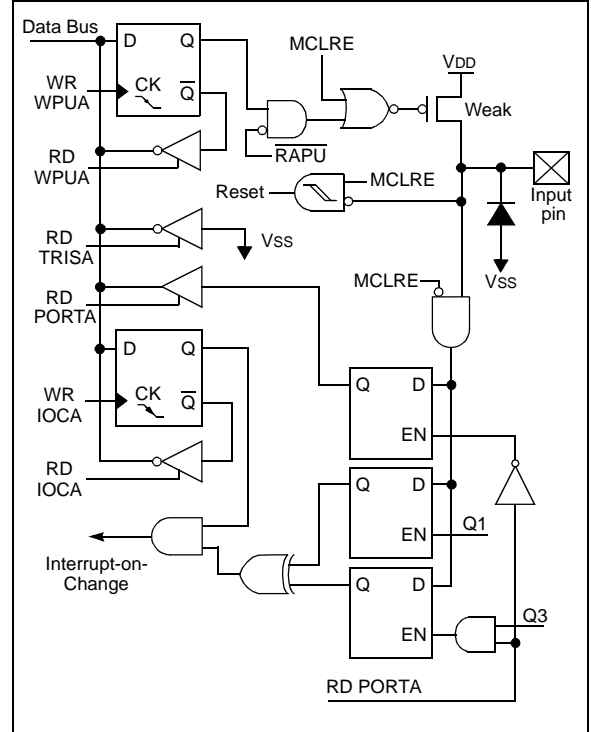 Data Bus
D Q
MCLRE
VDD
WR
WPUA
CK
Q
Weak
RAPU
RD
WPUA
Reset
MCLRE
Input
pin
RD
TRISA
VSS
VSS
RD
PORTA
MCLRE
D Q
Q D
WR
IOCA
CK
Q
EN
RD
IOCA
Q D
EN
Q1
Interrupt-on-
Change
Q D
Q3
EN
RD PORTA